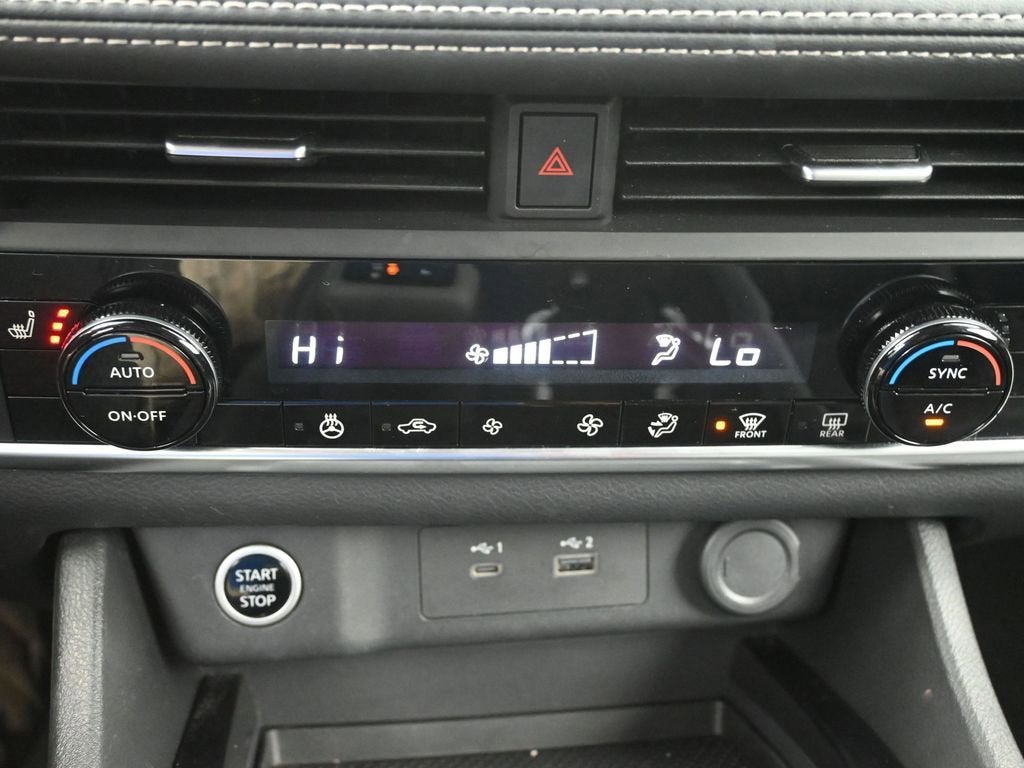 Hi
Lo
AUTO
ON·OFF
SYNC
A/C
FRONT
REAR
START
ENGINE
STOP
1
2